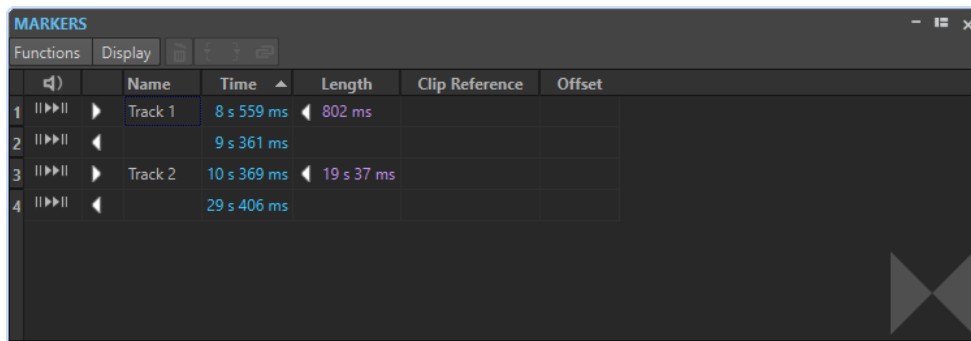 MARKERS
Functions Display
Name Time Length Clip Reference Offset
1 Track 1 8 s 559 ms 802 ms
2 9 s 361 ms
3 Track 2 10 s 369 ms 19 s 37 ms
4 29 s 406 ms